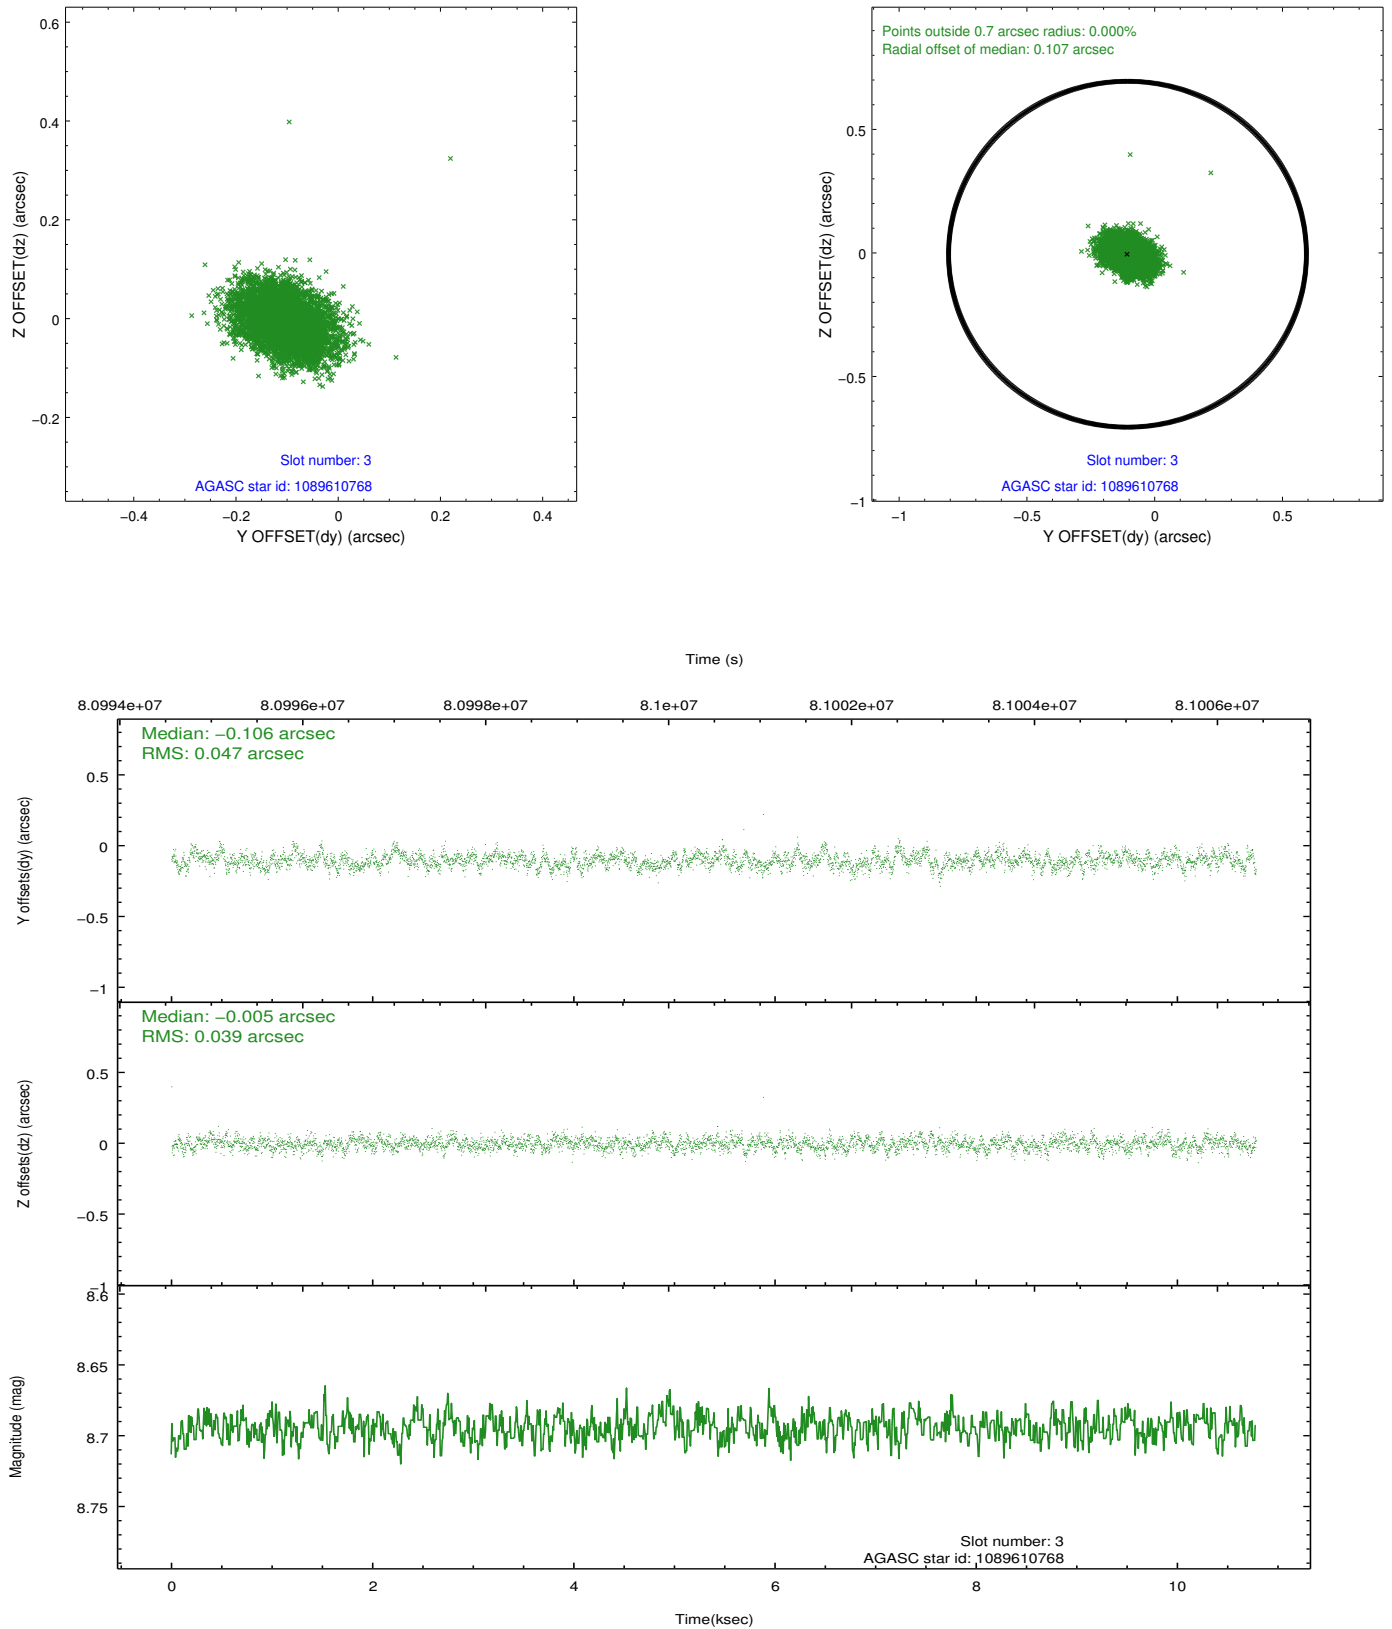 0.6
0.4
0.2
0
−0.2
−0.4
−0.2
0
0.2
0.4
Z OFFSET(dz) (arcsec)
Y OFFSET(dy) (arcsec)
Slot number: 3
AGASC star id: 1089610768
Points outside 0.7 arcsec radius: 0.000%
Radial offset of median: 0.107 arcsec
0.5
0
−0.5
−1
−1
−0.5
0
0.5
Z OFFSET(dz) (arcsec)
Y OFFSET(dy) (arcsec)
Slot number: 3
AGASC star id: 1089610768
Time (s)
8.0994e+07 8.0996e+07 8.0998e+07 8.1e+07 8.1002e+07 8.1004e+07 8.1006e+07
Median: −0.106 arcsec
RMS: 0.047 arcsec
0.5
0
−0.5
−1
Y offsets(dy) (arcsec)
Median: −0.005 arcsec
RMS: 0.039 arcsec
0.5
0
−0.5
−1
Z offsets(dz) (arcsec)
8.6
8.65
8.7
8.75
Magnitude (mag)
Slot number: 3
AGASC star id: 1089610768
0 2 4 6 8 10
Time(ksec)